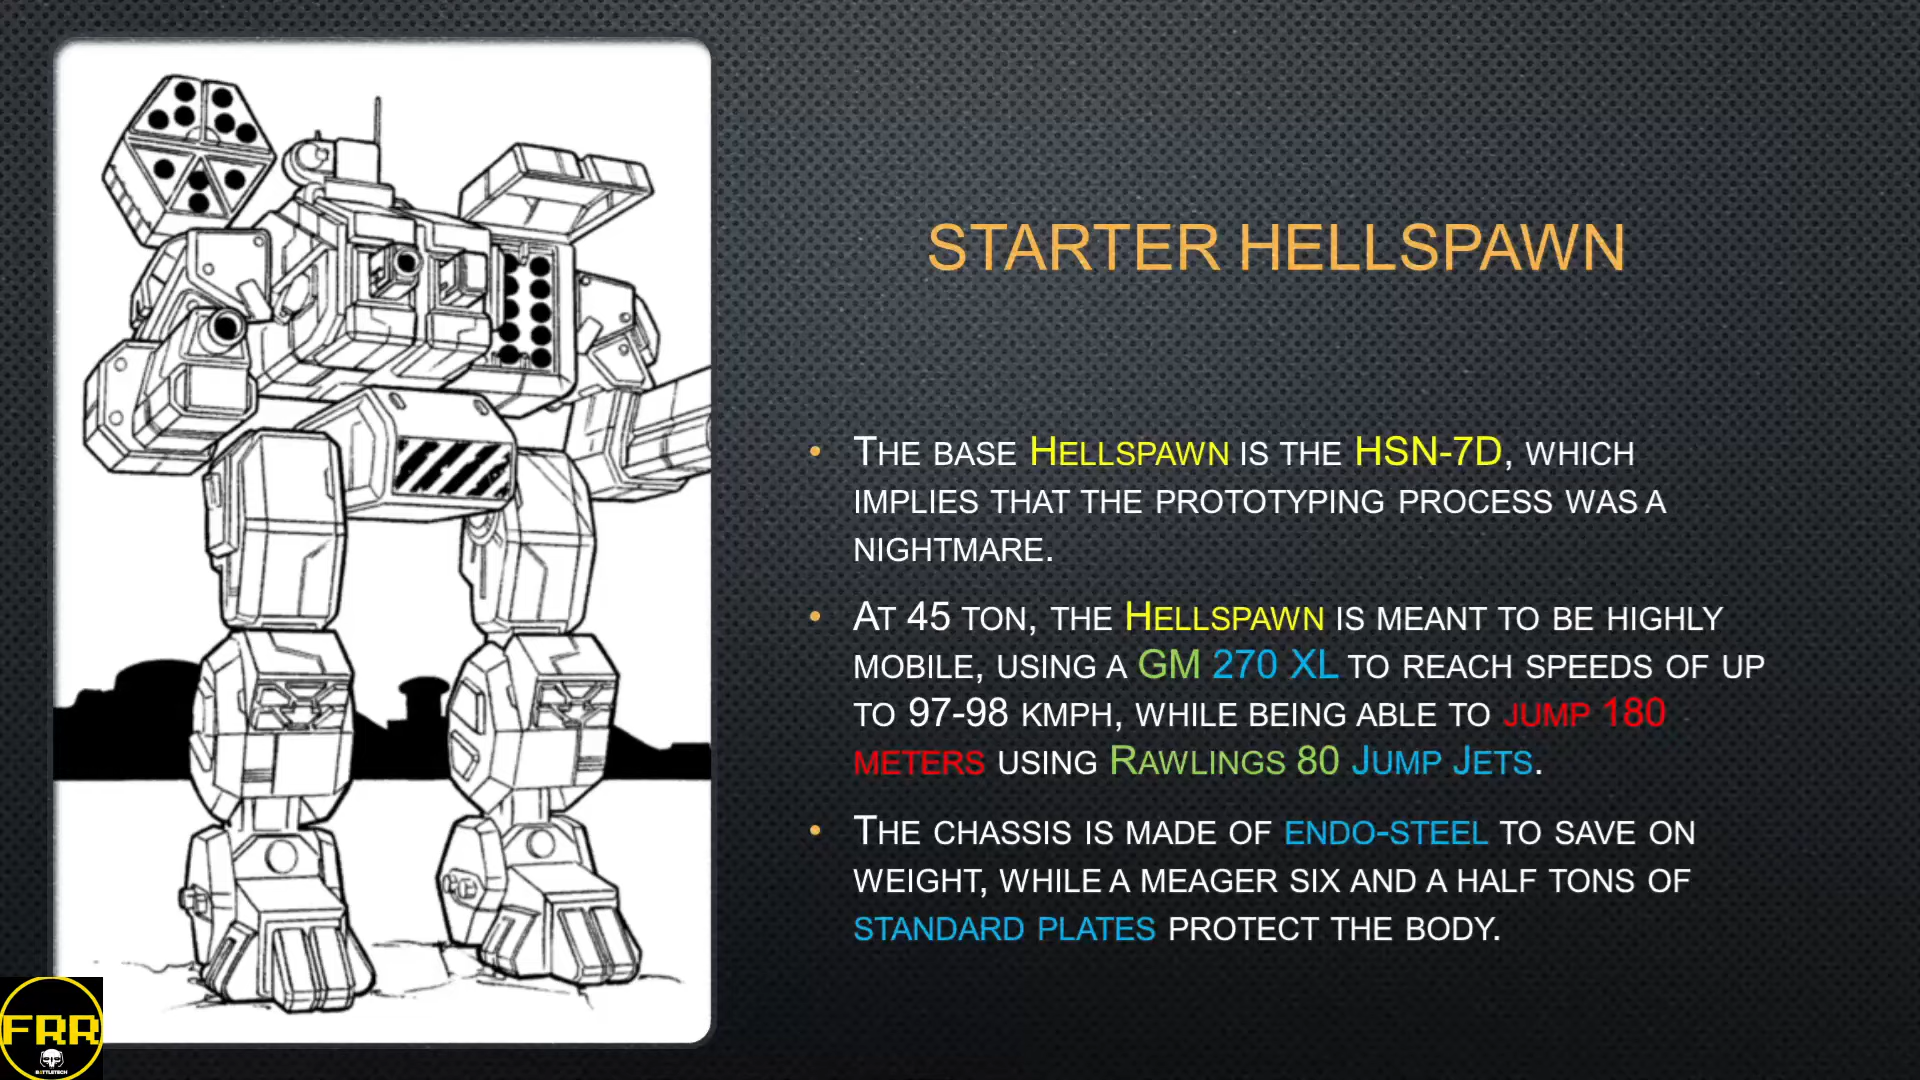 STARTER HELLSPAWN
• THE BASE HELLSPAWN IS THE HSN-7D, WHICH
IMPLIES THAT THE PROTOTYPING PROCESS WAS A
NIGHTMARE.
• AT 45 TON, THE HELLSPAWN IS MEANT TO BE HIGHLY
MOBILE, USING A GM 270 XL TO REACH SPEEDS OF UP
TO 97-98 KMPH, WHILE BEING ABLE TO JUMP 180
METERS USING RAWLINGS 80 JUMP JETS.
• THE CHASSIS IS MADE OF ENDO-STEEL TO SAVE ON
WEIGHT, WHILE A MEAGER SIX AND A HALF TONS OF
STANDARD PLATES PROTECT THE BODY.
FRR
BATTLETECH